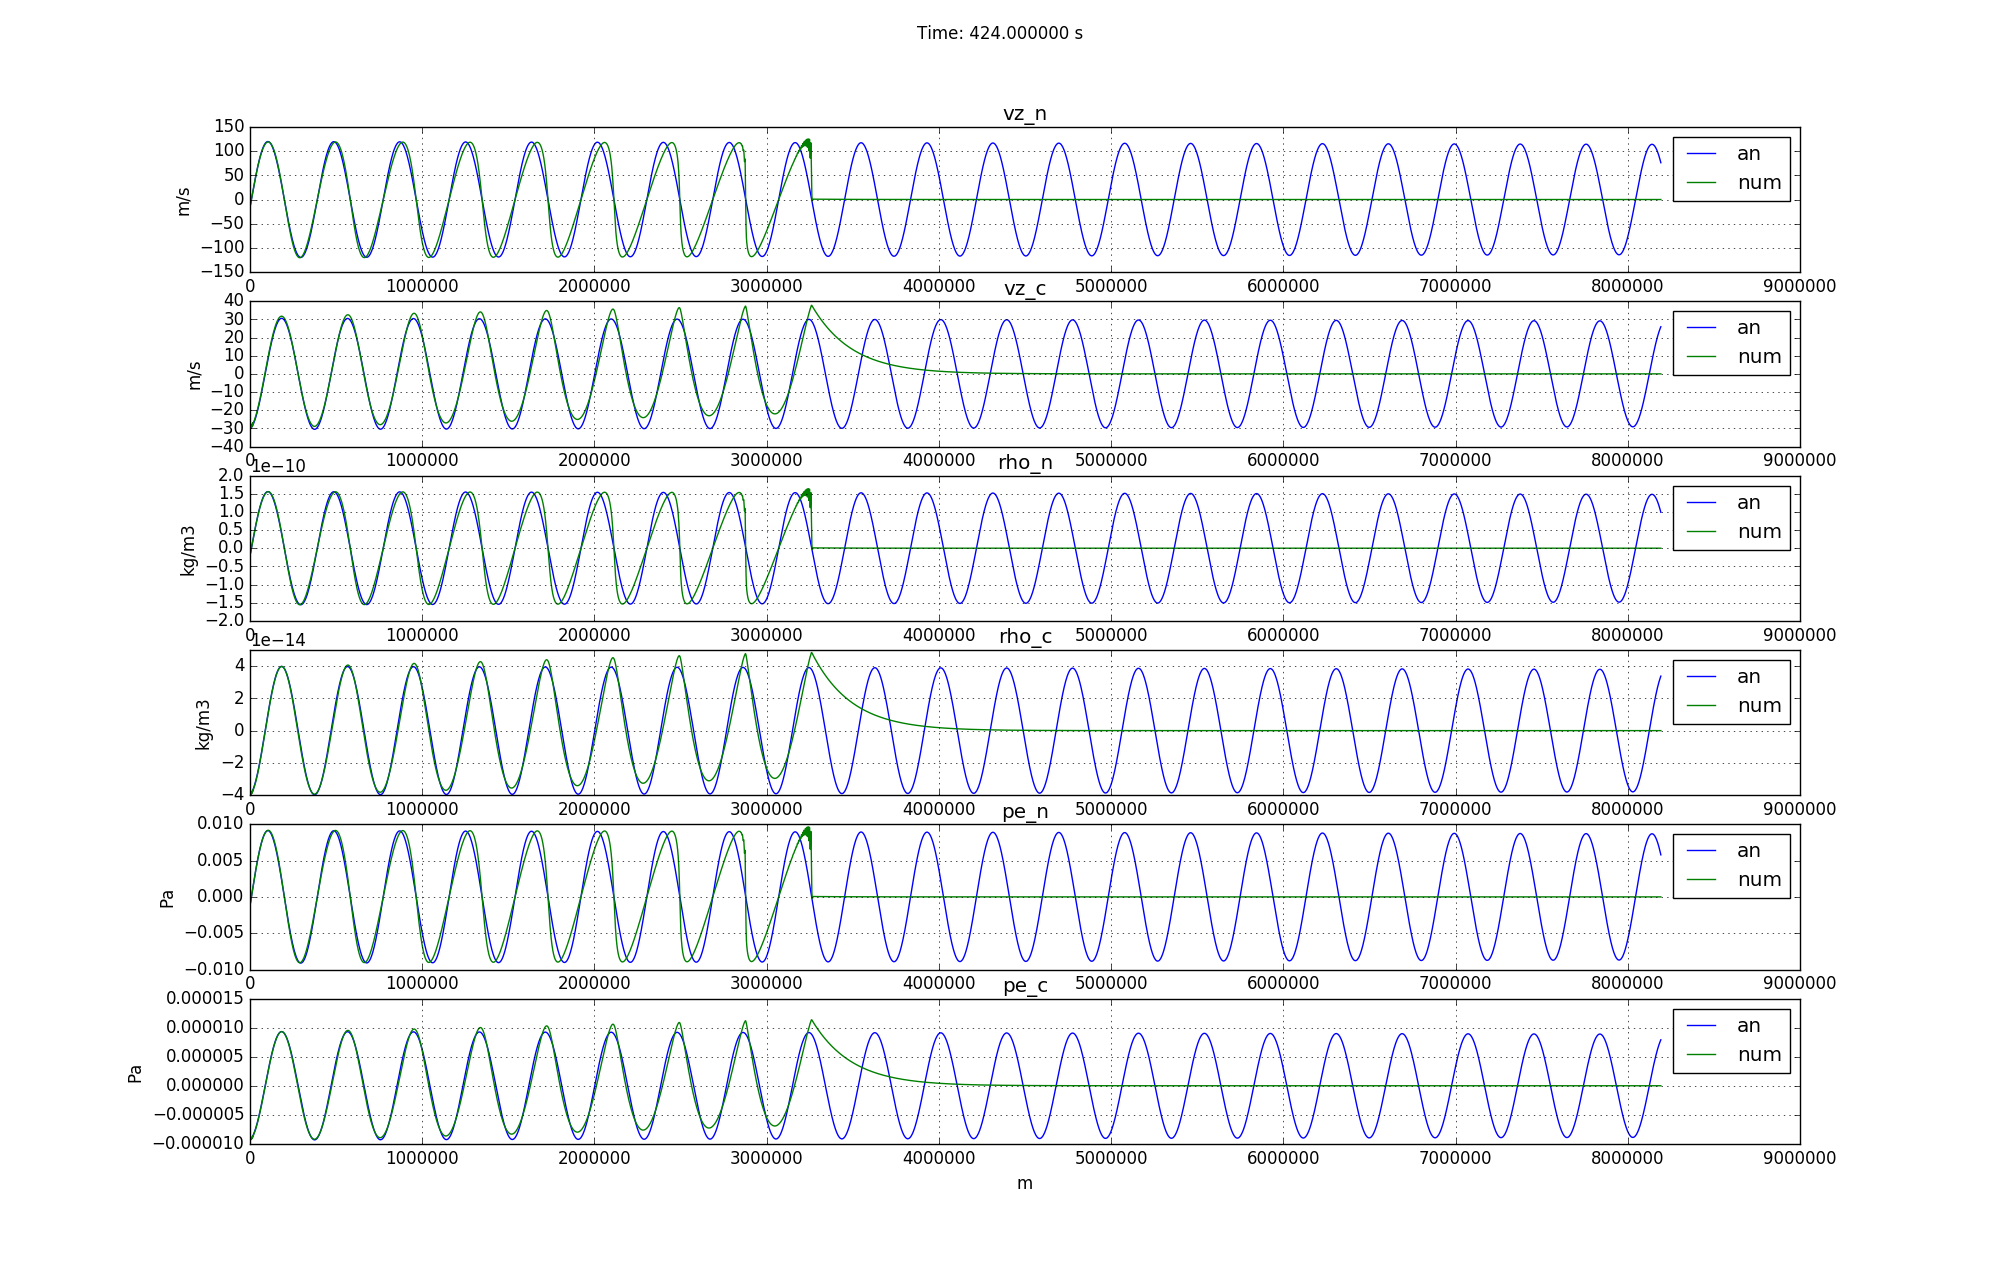 Time: 424.000000 s
vz_n
150
100
50
0
−50
−100
−150
m/s
an
num
0 1000000 2000000 3000000 4000000 5000000 6000000 7000000 8000000 9000000
vz_c
40
30
20
10
0
−10
−20
−30
−40
m/s
an
num
0 1000000 2000000 3000000 4000000 5000000 6000000 7000000 8000000 9000000
1e−10
rho_n
2.0
1.5
1.0
0.5
0.0
−0.5
−1.0
−1.5
−2.0
kg/m3
an
num
0 1000000 2000000 3000000 4000000 5000000 6000000 7000000 8000000 9000000
1e−14
rho_c
4
2
0
−2
−4
kg/m3
an
num
0 1000000 2000000 3000000 4000000 5000000 6000000 7000000 8000000 9000000
pe_n
0.010
0.005
0.000
−0.005
−0.010
Pa
an
num
0 1000000 2000000 3000000 4000000 5000000 6000000 7000000 8000000 9000000
pe_c
0.000015
0.000010
0.000005
0.000000
−0.000005
−0.000010
Pa
an
num
0 1000000 2000000 3000000 4000000 5000000 6000000 7000000 8000000 9000000
m